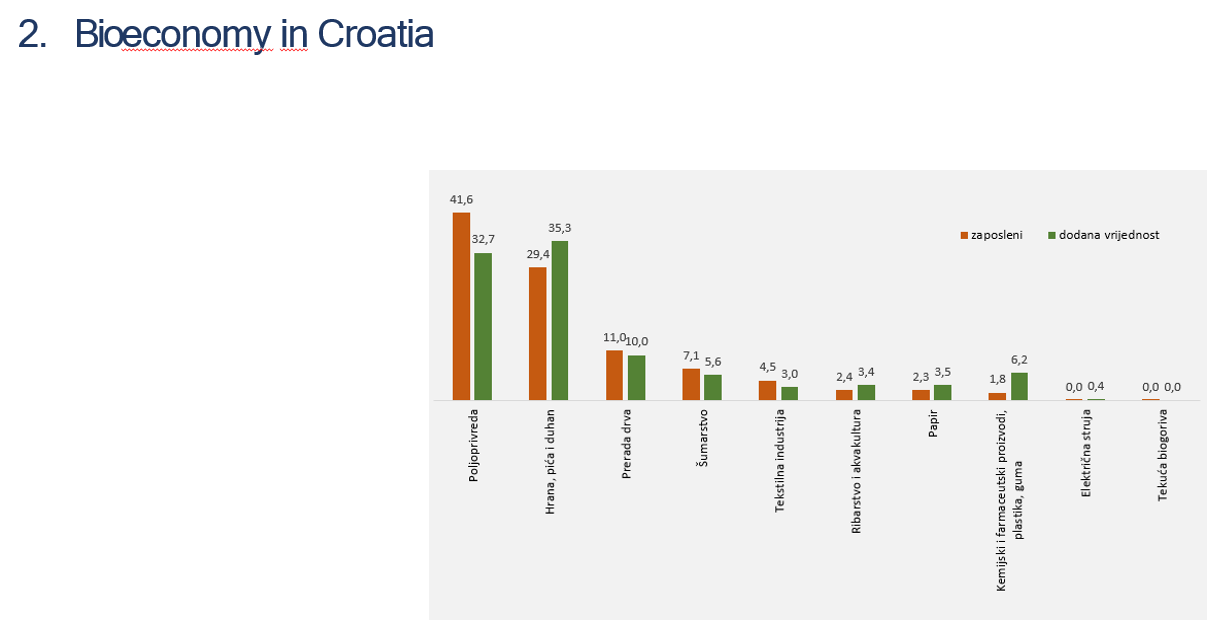 2. Bioeconomy in Croatia
zaposleni
dodana vrijednost
41,6
32,7
29,4
35,3
11,0
10,0
7,1
5,6
4,5
3,0
2,4
3,4
2,3
3,5
1,8
6,2
0,0
0,4
0,0
0,0
Poljoprivreda
Hrana, pića i duhan
Prerada drva
Šumarstvo
Tekstilna industrija
Ribarstvo i akvakultura
Papir
Kemijski i farmaceutski proizvodi,
plastika, guma
Električna struja
Tekuća biogoriva